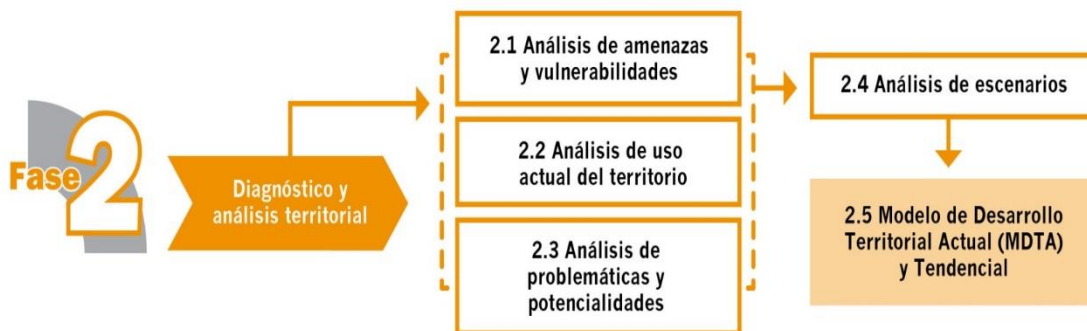 Fase 2
Diagnóstico y
análisis territorial
2.1 Análisis de amenazas
y vulnerabilidades
2.2 Análisis de uso
actual del territorio
2.3 Análisis de
problemáticas y
potencialidades
2.4 Análisis de escenarios
2.5 Modelo de Desarrollo
Territorial Actual (MDTA)
y Tendencial